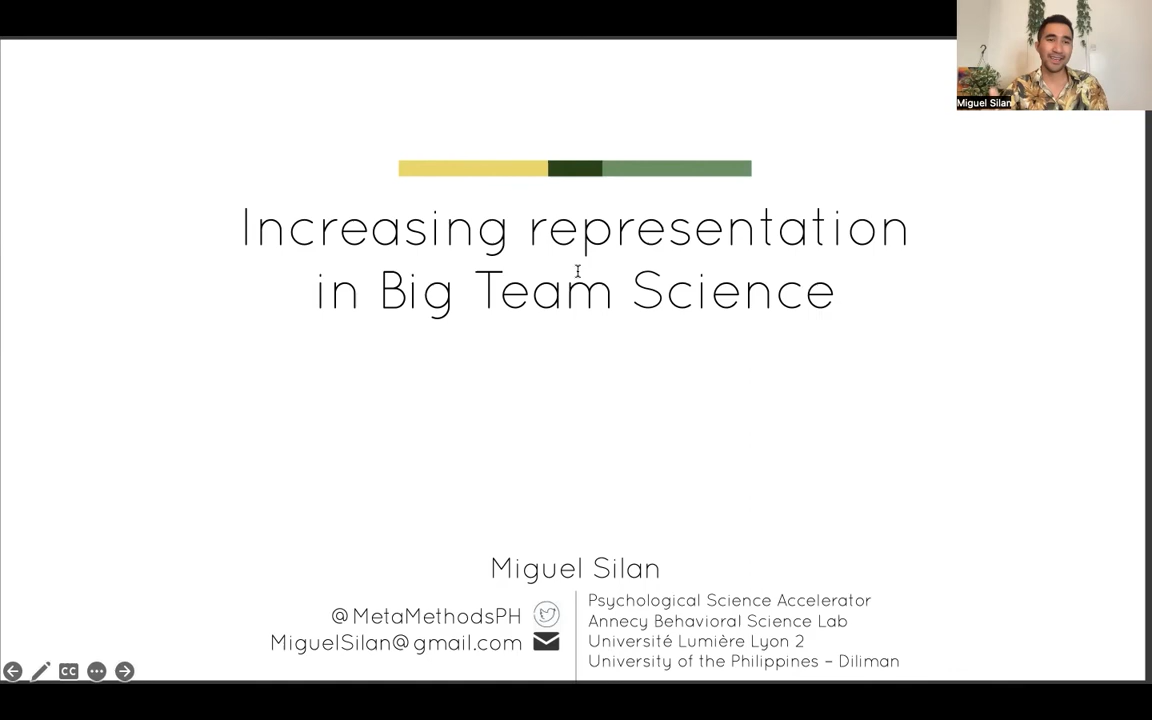 Miguel Silan
Increasing representation
in Big Team Science
Miguel Silan
@MetaMethodsPH
MiguelSilan@gmail.com
Psychological Science Accelerator
Annecy Behavioral Science Lab
Université Lumière Lyon 2
University of the Philippines – Diliman
CC